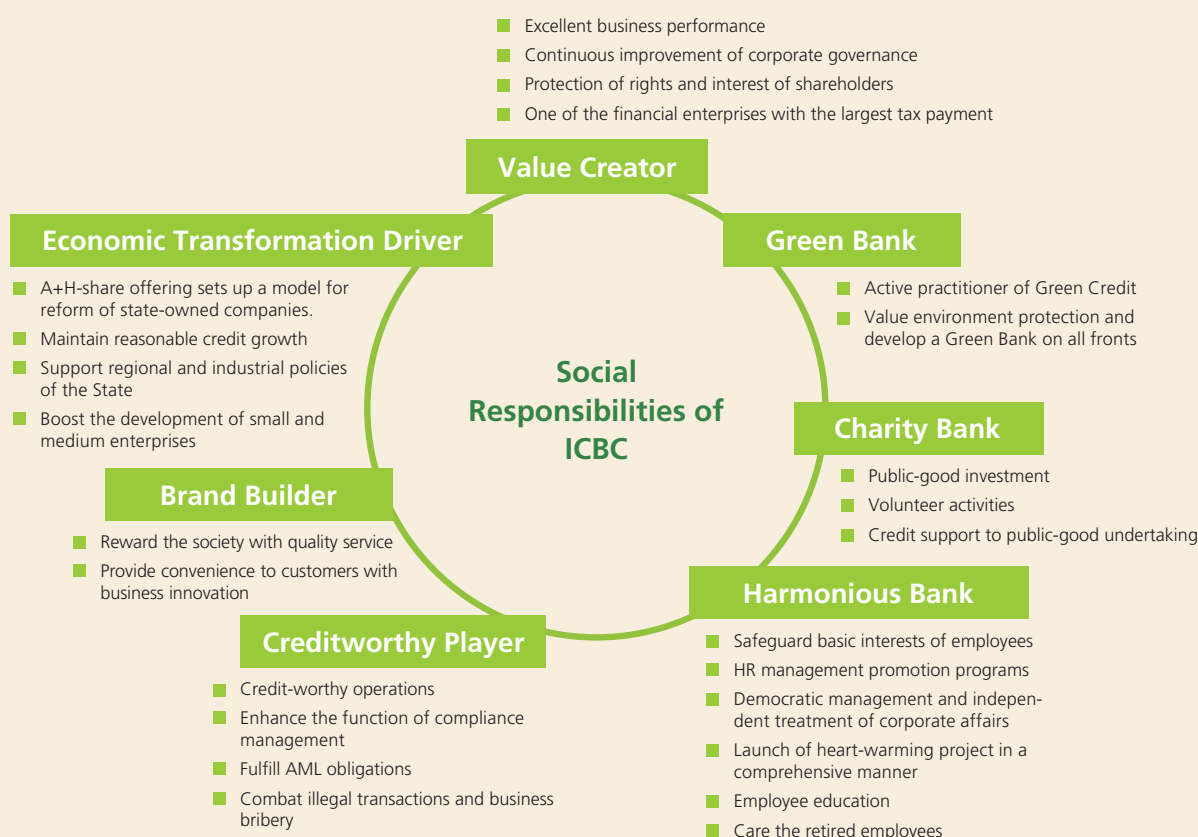 Excellent business performance
Continuous improvement of corporate governance
Protection of rights and interest of shareholders
One of the financial enterprises with the largest tax payment
Value Creator
Economic Transformation Driver
A+H-share offering sets up a model for
reform of state-owned companies.
Maintain reasonable credit growth
Support regional and industrial policies
of the State
Boost the development of small and
medium enterprises
Green Bank
Active practitioner of Green Credit
Value environment protection and
develop a Green Bank on all fronts
Social
Responsibilities of
ICBC
Charity Bank
Public-good investment
Volunteer activities
Credit support to public-good undertaking
Brand Builder
Reward the society with quality service
Provide convenience to customers with
business innovation
Harmonious Bank
Safeguard basic interests of employees
HR management promotion programs
Democratic management and indepen-
dent treatment of corporate affairs
Launch of heart-warming project in a
comprehensive manner
Employee education
Care the retired employees
Creditworthy Player
Credit-worthy operations
Enhance the function of compliance
management
Fulfill AML obligations
Combat illegal transactions and business
bribery